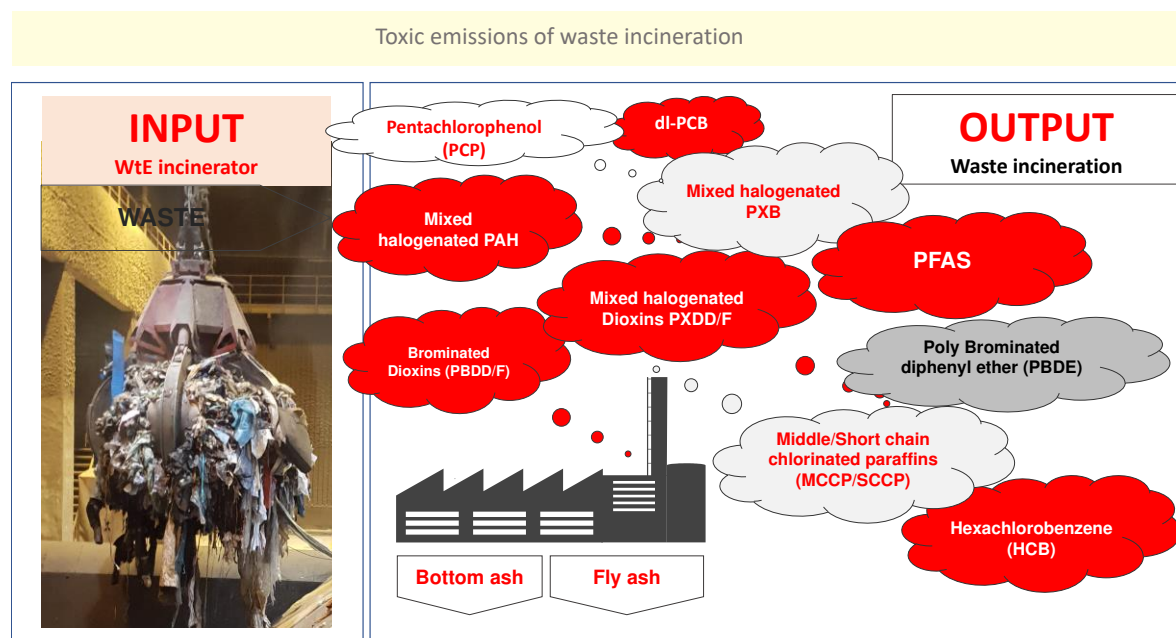 Toxic emissions of waste incineration
INPUT
WtE incinerator
WASTE
OUTPUT
Waste incineration
Pentachlorophenol
(PCP)
dl-PCB
Mixed halogenated
PXB
Mixed
halogenated PAH
PFAS
Mixed halogenated
Dioxins PXDD/F
Brominated
Dioxins (PBDD/F)
Poly Brominated
diphenyl ether (PBDE)
Middle/Short chain
chlorinated paraffins
(MCCP/SCCP)
Hexachlorobenzene
(HCB)
Bottom ash
Fly ash